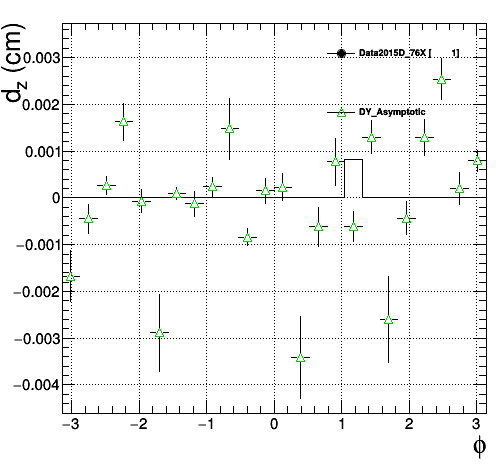 d_z (cm)
Data2015D_76X [ 1]
DY_Asymptotic
0.003
0.002
0.001
0
−0.001
−0.002
−0.003
−0.004
−3 −2 −1 0 1 2 3
ϕ